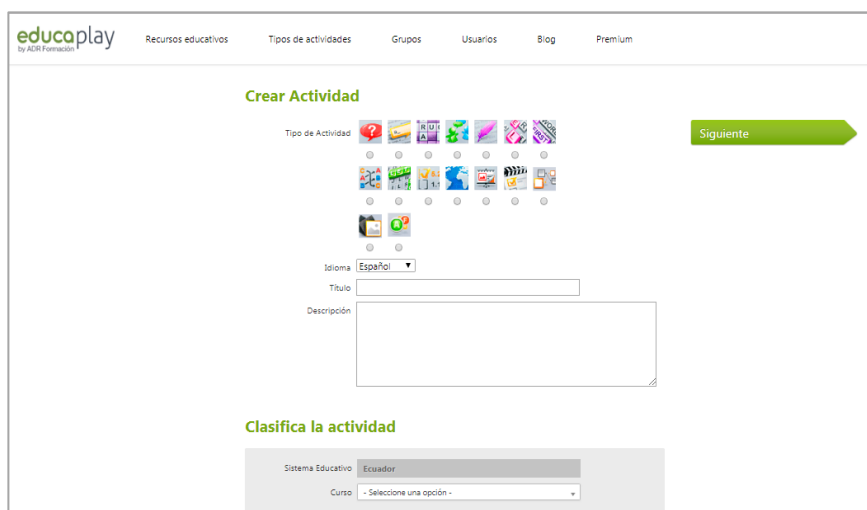 educaplay
by ADR Formación
Recursos educativos Tipos de actividades Grupos Usuarios Blog Premium
Crear Actividad
Tipo de Actividad
Siguiente
Idioma Español
Título
Descripción
Clasifica la actividad
Sistema Educativo Ecuador
Curso - Seleccione una opción -